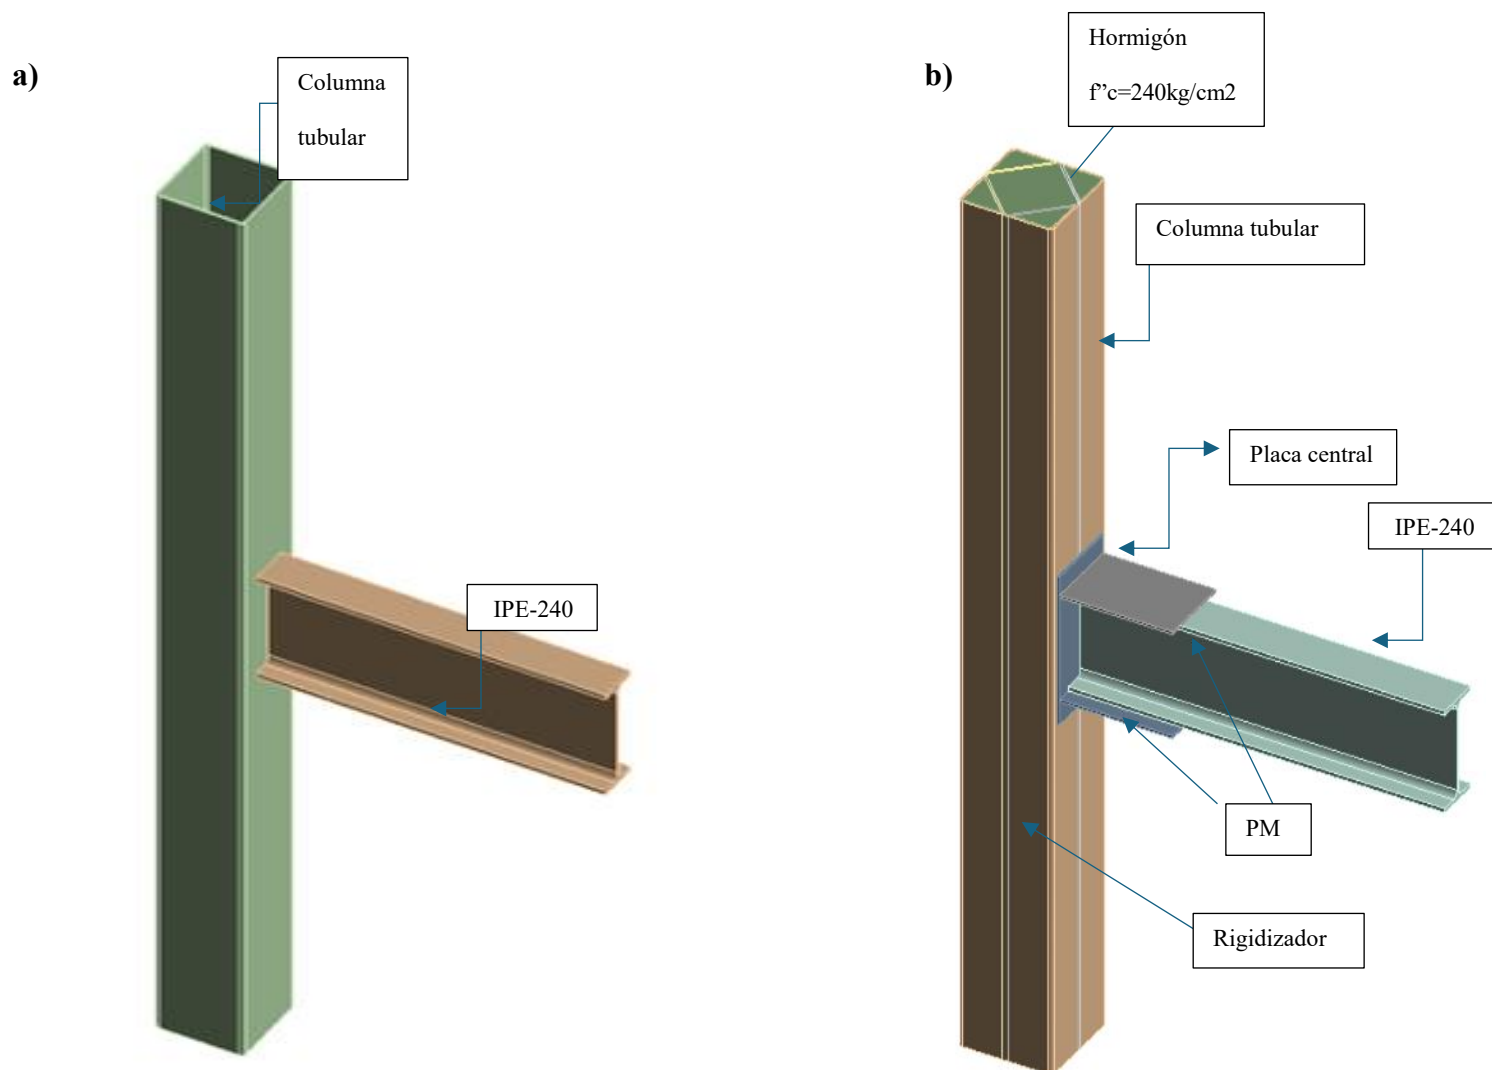 a)
Columna
tubular
IPE-240
b)
Hormigón
f”c=240kg/cm2
Columna tubular
Placa central
IPE-240
PM
Rigidizador